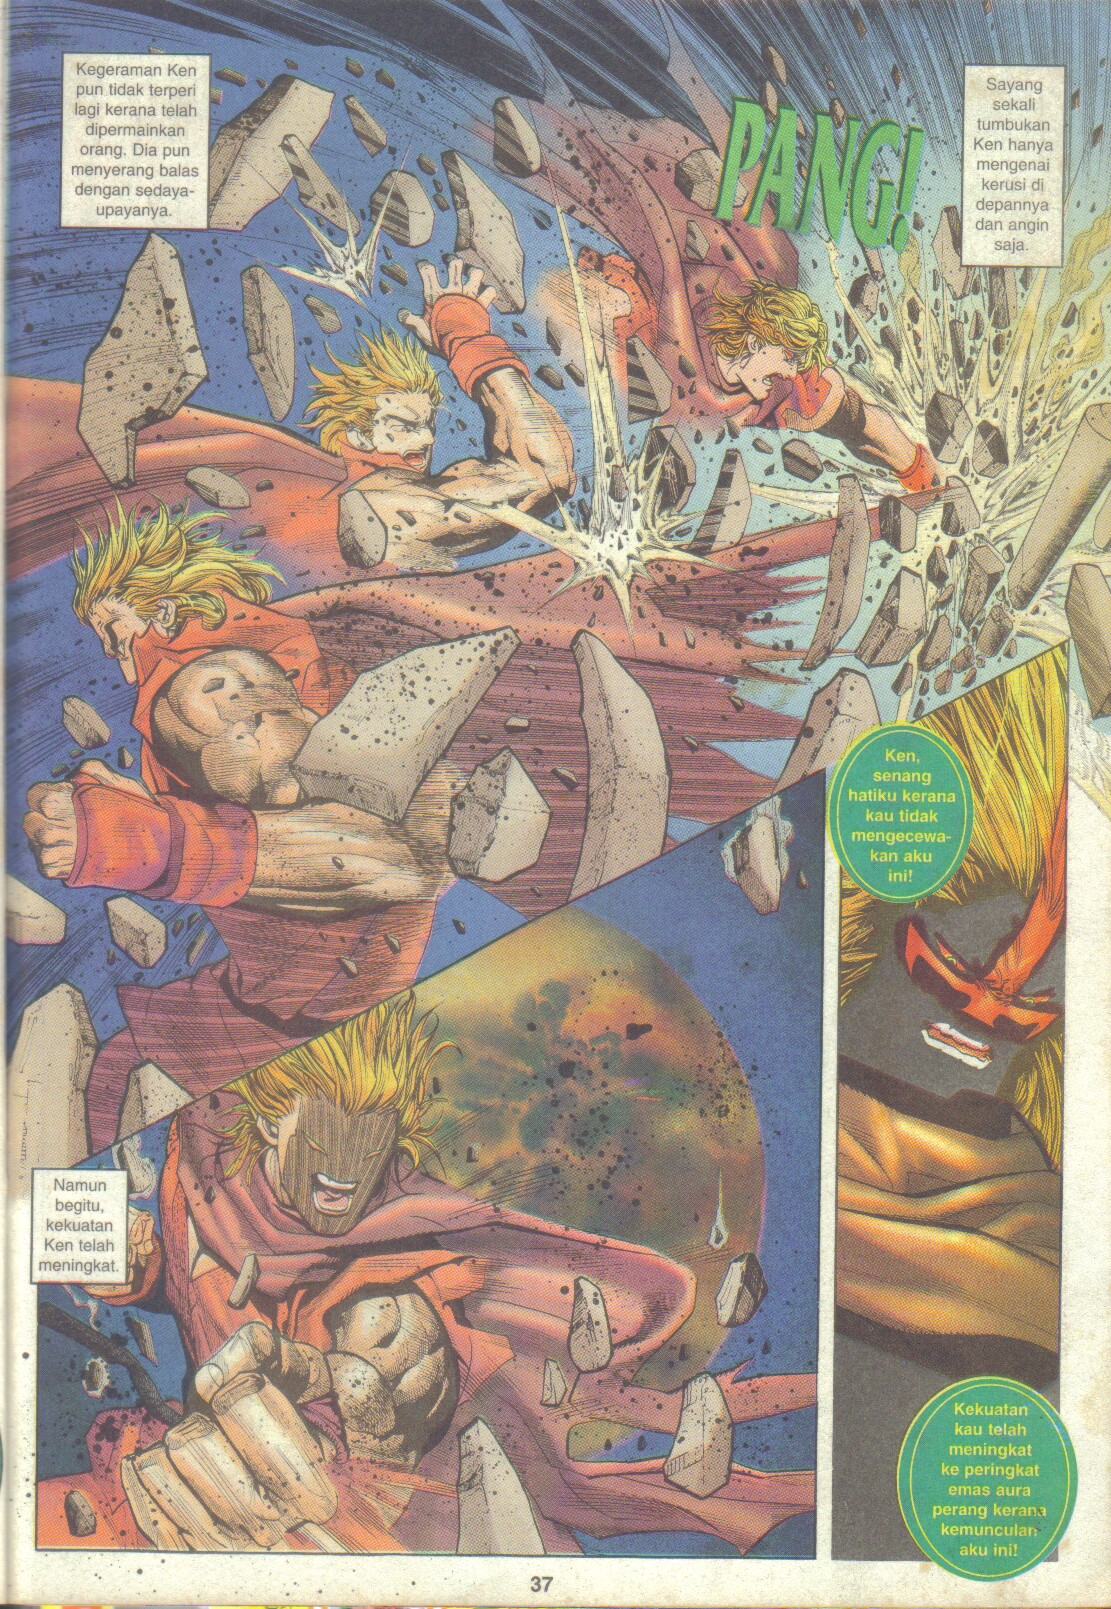 Kegeraman Ken
pun tidak terperi
lagi kerana telah
dipermainkan
orang. Dia pun
menyerang balas
dengan sedaya-
upayanya.
PANG!
Sayang
sekali
tumbukan
Ken hanya
mengenai
kerusi di
depannya
dan angin
saja.
Ken,
senang
hatiku kerana
kau tidak
mengecewa-
kan aku
ini!
Namun
begitu,
kekuatan
Ken telah
meningkat.
Kekuatan
kau telah
meningkat
ke peringkat
emas aura
perang kerana
kemunculan
aku ini!
37